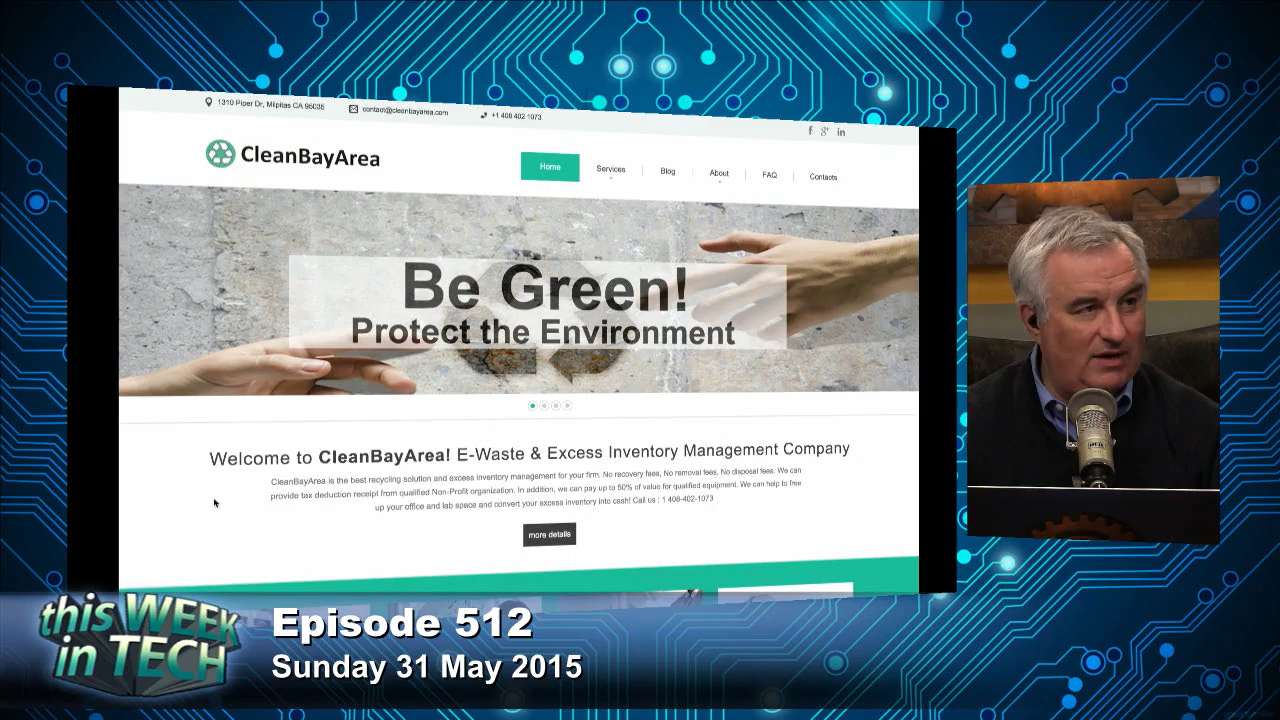 1310 Piper Dr, Milpitas CA 95035 contact@cleanbayarea.com +1 408 402 1073
CleanBayArea
Home Services Blog About FAQ Contacts
Be Green!
Protect the Environment
Welcome to CleanBayArea! E-Waste & Excess Inventory Management Company
CleanBayArea is the best recycling solution and excess inventory management for your firm. No recovery fees, No removal fees, No disposal fees. We can
provide tax deduction receipt from qualified Non-Profit organization. In addition, we can pay up to 50% of value for qualified equipment. We can help to free
up your office and lab space and convert your excess inventory into cash! Call us : 1 408-402-1073
more details
this WEEK
in TECH
Episode 512
Sunday 31 May 2015